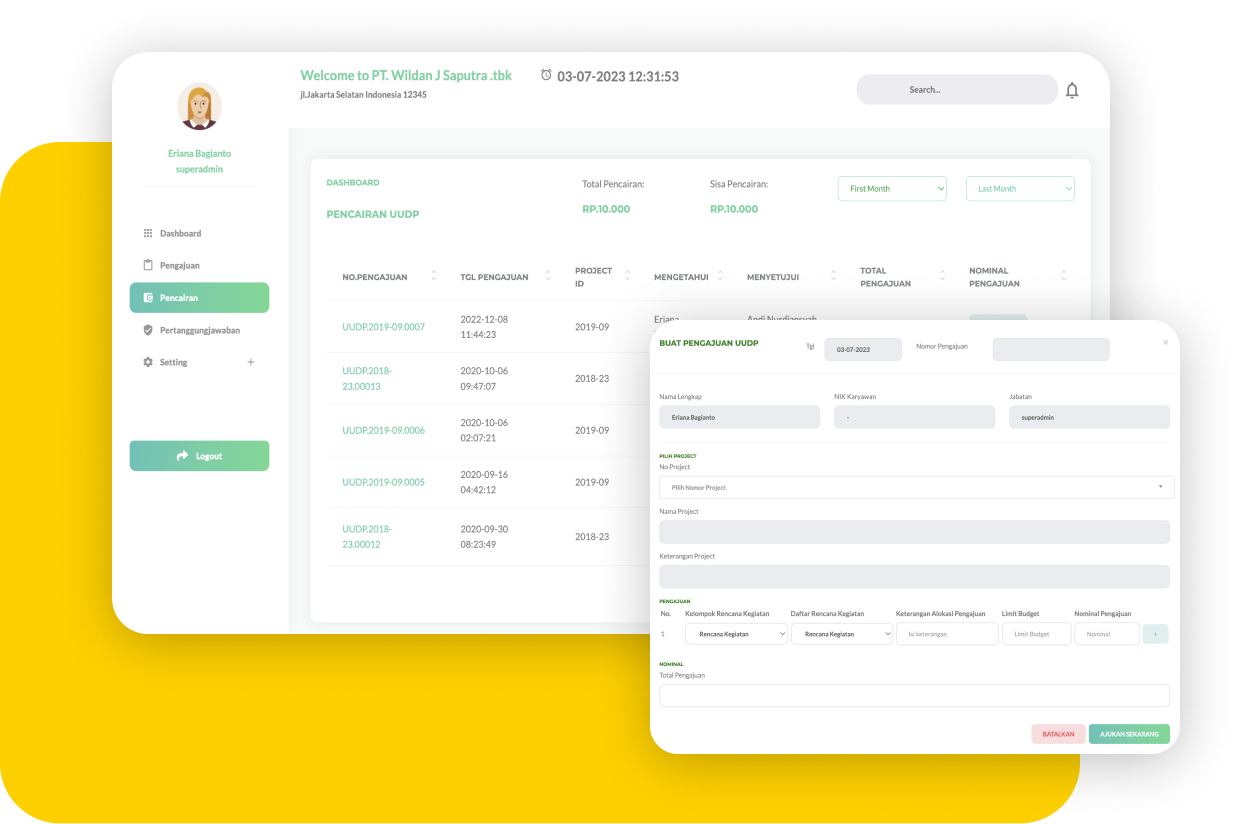 Welcome to PT. Wildan J Saputra .tbk
03-07-2023 12:31:53
jl.Jakarta Selatan Indonesia 12345
Search...
Eriana Bagianto
superadmin
Dashboard
Pengajuan
Pencairan
Pertanggungjawaban
Setting +
Logout
DASHBOARD
PENCAIRAN UUDP
Total Pencairan:
RP.10.000
Sisa Pencairan:
RP.10.000
First Month
Last Month
NO.PENGAJUAN TGL PENGAJUAN PROJECT ID MENGETAHUI MENYETUJUI TOTAL PENGAJUAN NOMINAL PENGAJUAN
UUDP.2019-09.0007 2022-12-08 11:44:23 2019-09 Eriana Andi Nurdiansyah
UUDP.2018-23.00013 2020-10-06 09:47:07 2018-23
UUDP.2019-09.0006 2020-10-06 02:07:21 2019-09
UUDP.2019-09.0005 2020-09-16 04:42:12 2019-09
UUDP.2018-23.00012 2020-09-30 08:23:49 2018-23
BUAT PENGAJUAN UUDP
Tgl 03-07-2023
Nomor Pengajuan
×
Nama Lengkap NIK Karyawan Jabatan
Eriana Bagianto - superadmin
PILIH PROJECT
No Project
Pilih Nomor Project
Nama Project
Keterangan Project
PENGAJUAN
No. Kelompok Rencana Kegiatan Daftar Rencana Kegiatan Keterangan Alokasi Pengajuan Limit Budget Nominal Pengajuan
1 Rencana Kegiatan Rencana Kegiatan Isi keterangan Limit Budget Nominal +
NOMINAL
Total Pengajuan
BATALKAN AJUKAN SEKARANG